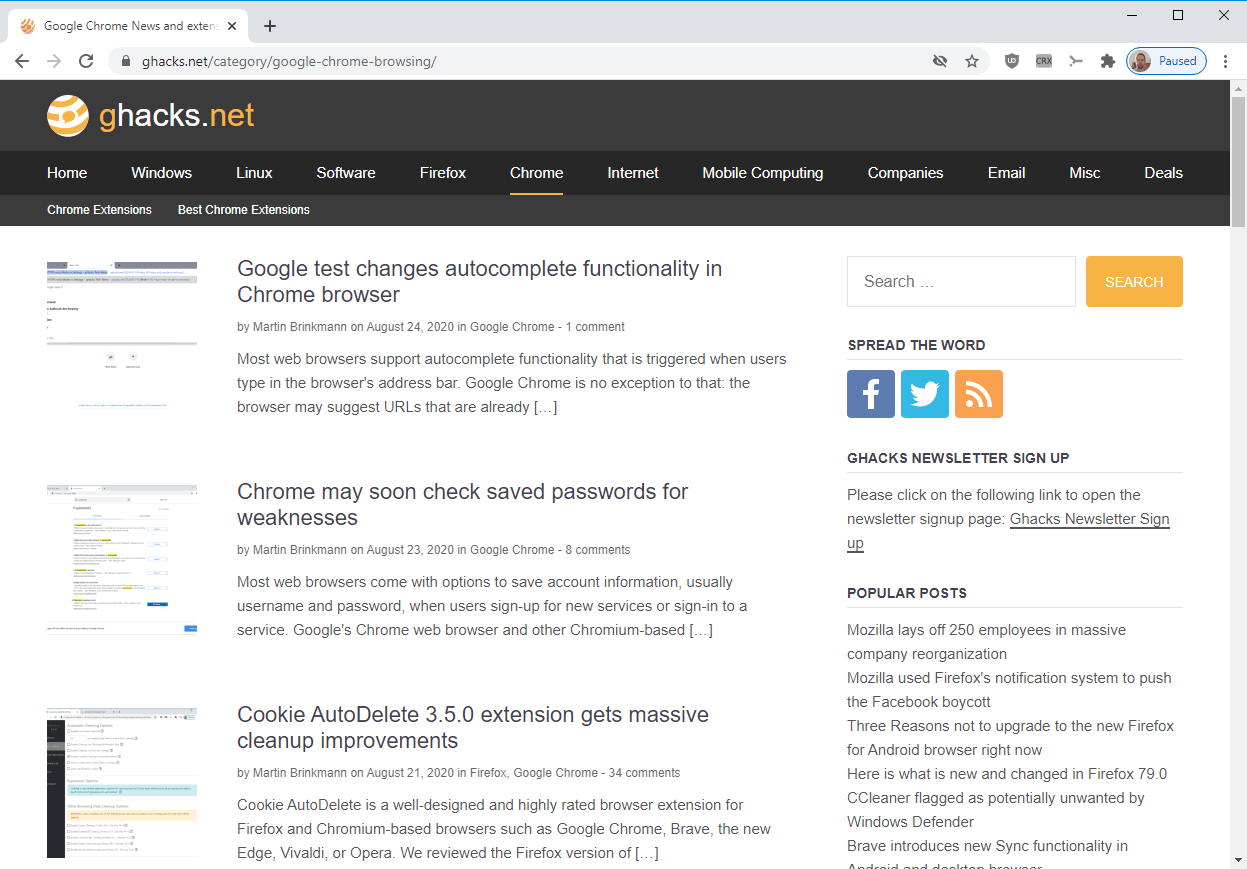 Google Chrome News and exten
ghacks.net/category/google-chrome-browsing/
CRX
Paused
ghacks.net
Home Windows Linux Software Firefox Chrome Internet Mobile Computing Companies Email Misc Deals
Chrome Extensions Best Chrome Extensions
Google test changes autocomplete functionality in
Chrome browser
by Martin Brinkmann on August 24, 2020 in Google Chrome - 1 comment
Most web browsers support autocomplete functionality that is triggered when users
type in the browser's address bar. Google Chrome is no exception to that: the
browser may suggest URLs that are already […]
Chrome may soon check saved passwords for
weaknesses
by Martin Brinkmann on August 23, 2020 in Google Chrome - 8 comments
Most web browsers come with options to save account information, usually
username and password, when users sign-up for new services or sign-in to a
service. Google's Chrome web browser and other Chromium-based […]
Cookie AutoDelete 3.5.0 extension gets massive
cleanup improvements
by Martin Brinkmann on August 21, 2020 in Firefox, Google Chrome - 34 comments
Cookie AutoDelete is a well-designed and highly rated browser extension for
Firefox and Chromium-based browsers such as Google Chrome, Brave, the new
Edge, Vivaldi, or Opera. We reviewed the Firefox version of […]
Search …
SEARCH
SPREAD THE WORD
GHACKS NEWSLETTER SIGN UP
Please click on the following link to open the
newsletter signup page: Ghacks Newsletter Sign
up
POPULAR POSTS
Mozilla lays off 250 employees in massive
company reorganization
Mozilla used Firefox's notification system to push
the Facebook boycott
Three Reasons not to upgrade to the new Firefox
for Android browser right now
Here is what is new and changed in Firefox 79.0
CCleaner flagged as potentially unwanted by
Windows Defender
Brave introduces new Sync functionality in
Android and desktop browser